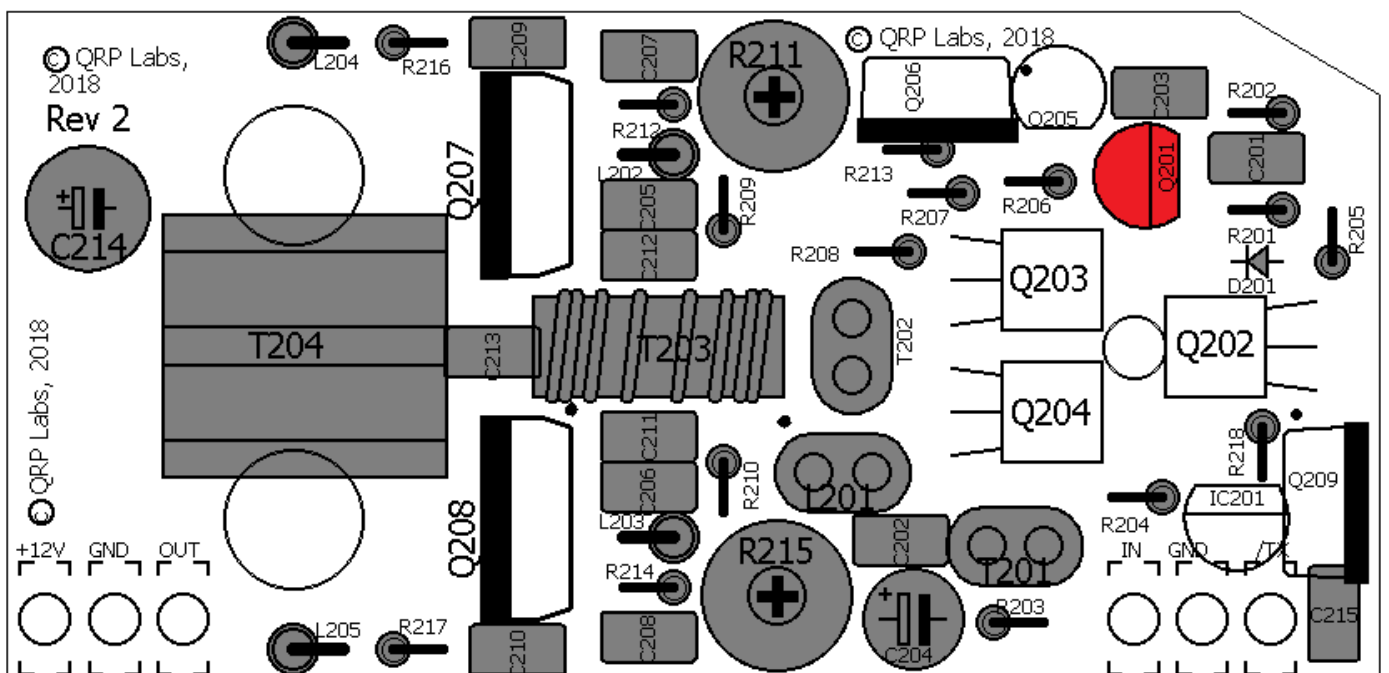 © QRP Labs,
2018
Rev 2
C214
L204
R216
C209
C207
R211
© QRP Labs, 2018
Q206
Q205
C203
R202
R212
L202
Q207
R213
Q201
C201
C205
R209
R207
R206
R201
R205
C212
R208
Q203
D201
T204
C213
T203
T202
Q202
Q204
© QRP Labs, 2018
C211
R218
C206
R210
L201
Q209
Q208
L203
R215
C202
R204
IC201
+12V
GND
OUT
R214
T201
IN
GND
/TX
L205
R217
C210
C208
C204
R203
C215